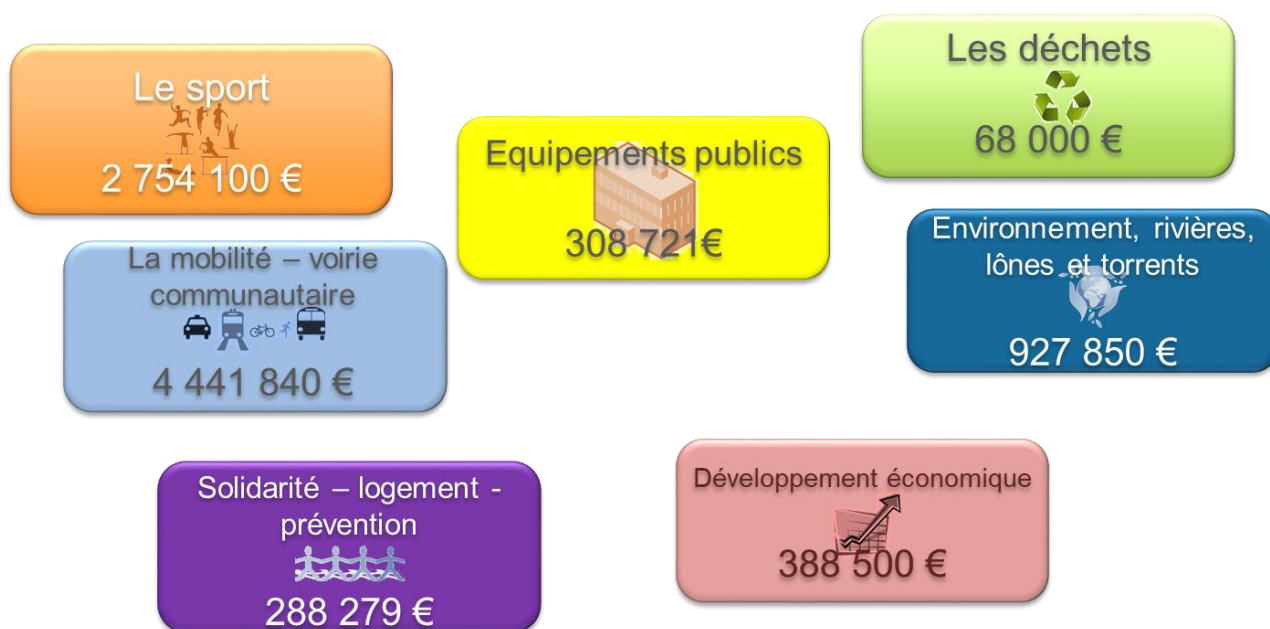 Le sport
2 754 100 €
Les déchets
68 000 €
Equipements publics
308 721€
La mobilité – voirie
communautaire
4 441 840 €
Environnement, rivières,
lônes et torrents
927 850 €
Solidarité – logement -
prévention
288 279 €
Développement économique
388 500 €